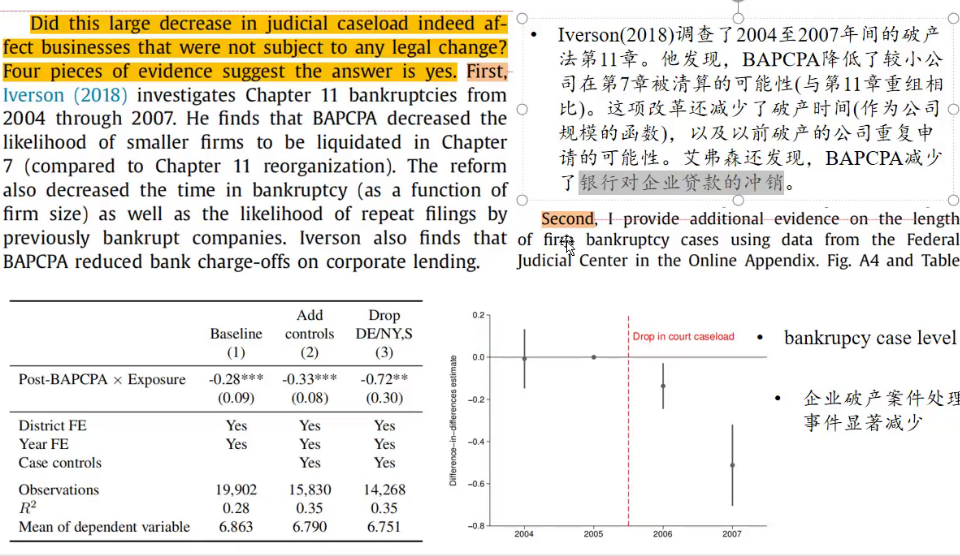 Did this large decrease in judicial caseload indeed af-
fect businesses that were not subject to any legal change?
Four pieces of evidence suggest the answer is yes. First,
Iverson (2018) investigates Chapter 11 bankruptcies from
2004 through 2007. He finds that BAPCPA decreased the
likelihood of smaller firms to be liquidated in Chapter
7 (compared to Chapter 11 reorganization). The reform
also decreased the time in bankruptcy (as a function of
firm size) as well as the likelihood of repeat filings by
previously bankrupt companies. Iverson also finds that
BAPCPA reduced bank charge-offs on corporate lending.
• Iverson(2018)调查了2004至2007年间的破产
法第11章。他发现，BAPCPA降低了较小公
司在第7章被清算的可能性(与第11章重组相
比)。这项改革还减少了破产时间(作为公司
规模的函数)，以及以前破产的公司重复申
请的可能性。艾弗森还发现，BAPCPA减少
了银行对企业贷款的冲销。
Second, I provide additional evidence on the length
of firm bankruptcy cases using data from the Federal
Judicial Center in the Online Appendix. Fig. A4 and Table
Baseline Add controls Drop DE/NY,S
(1) (2) (3)
Post-BAPCPA × Exposure -0.28*** -0.33*** -0.72**
(0.09) (0.08) (0.30)
District FE Yes Yes Yes
Year FE Yes Yes Yes
Case controls Yes Yes
Observations 19,902 15,830 14,268
R² 0.28 0.35 0.35
Mean of dependent variable 6.863 6.790 6.751
Difference-in-differences estimate
0.2
0.0
−0.2
−0.4
−0.6
−0.8
Drop in court caseload
2004 2005 2006 2007
• bankrupcy case level
• 企业破产案件处理
事件显著减少